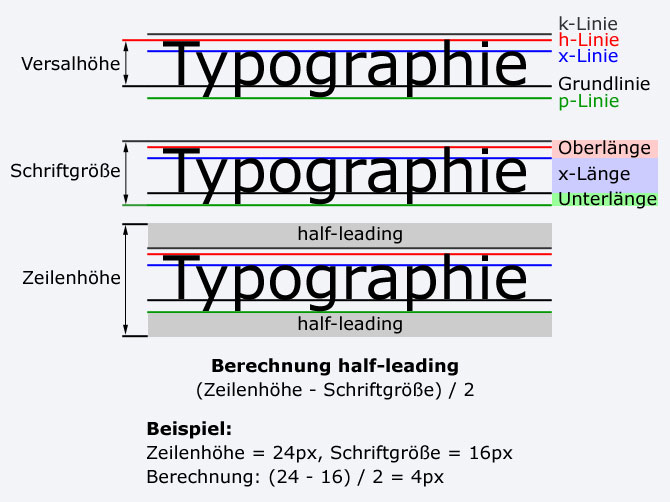 k-Linie
h-Linie
x-Linie
Versalhöhe
Typographie
Grundlinie
p-Linie
Schriftgröße
Typographie
Oberlänge
x-Länge
Unterlänge
half-leading
Zeilenhöhe
Typographie
half-leading
Berechnung half-leading
(Zeilenhöhe - Schriftgröße) / 2
Beispiel:
Zeilenhöhe = 24px, Schriftgröße = 16px
Berechnung: (24 - 16) / 2 = 4px